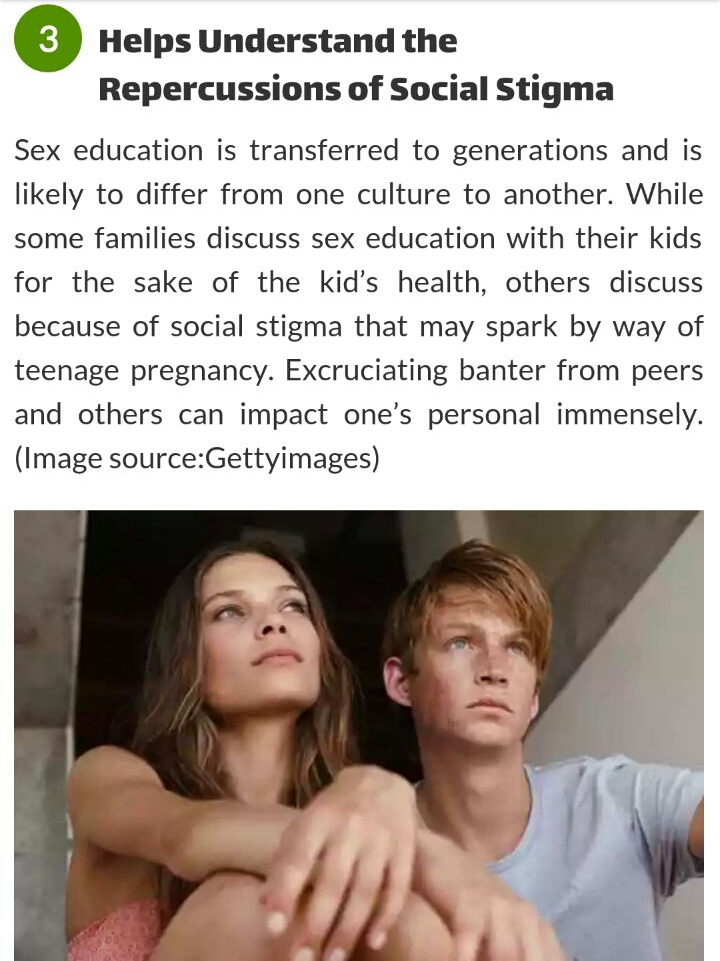 3
Helps Understand the
Repercussions of Social Stigma
Sex education is transferred to generations and is
likely to differ from one culture to another. While
some families discuss sex education with their kids
for the sake of the kid's health, others discuss
because of social stigma that may spark by way of
teenage pregnancy. Excruciating banter from peers
and others can impact one's personal immensely.
(Image source:Gettyimages)